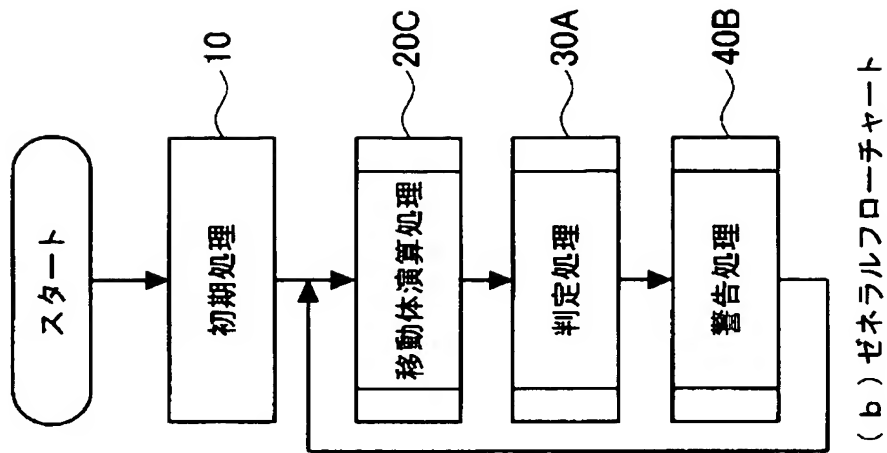 スタート
初期処理
10
移動体演算処理
20C
判定処理
30A
警告処理
40B
(b)ゼネラルフローチャート